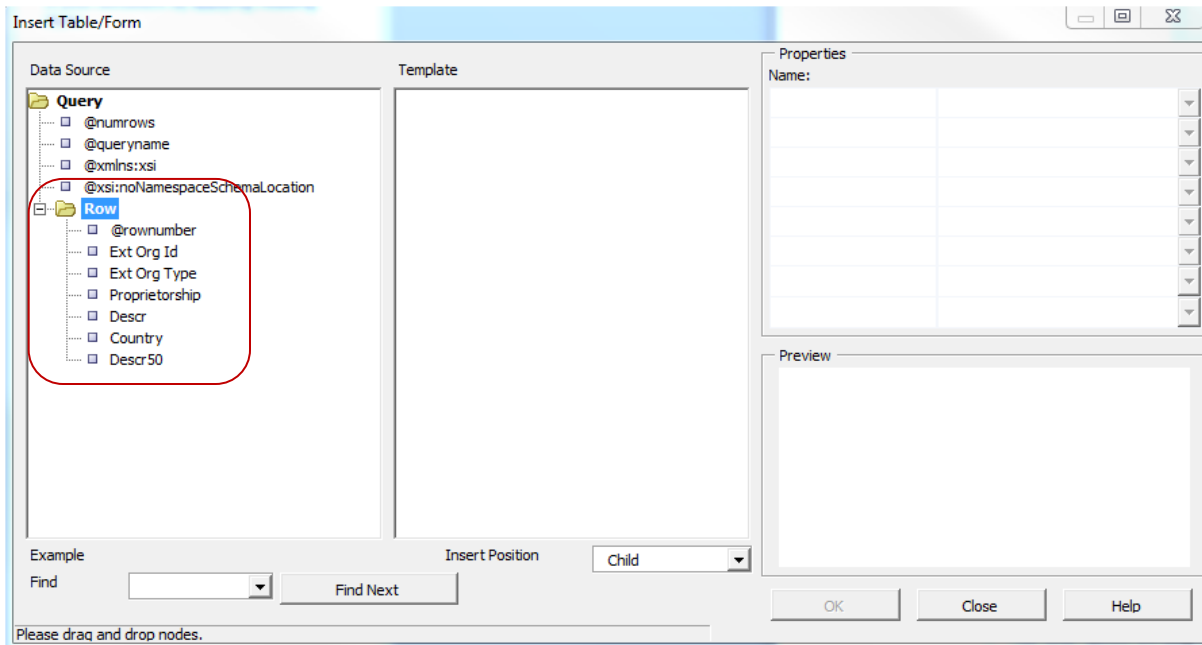 Insert Table/Form
Data Source
Template
Properties
Name:
Query
@numrows
@queryname
@xmlns:xsi
@xsi:noNamespaceSchemaLocation
Row
@rownumber
Ext Org Id
Ext Org Type
Proprietorship
Descr
Country
Descr50
Preview
Example
Insert Position
Child
Find
Find Next
OK
Close
Help
Please drag and drop nodes.